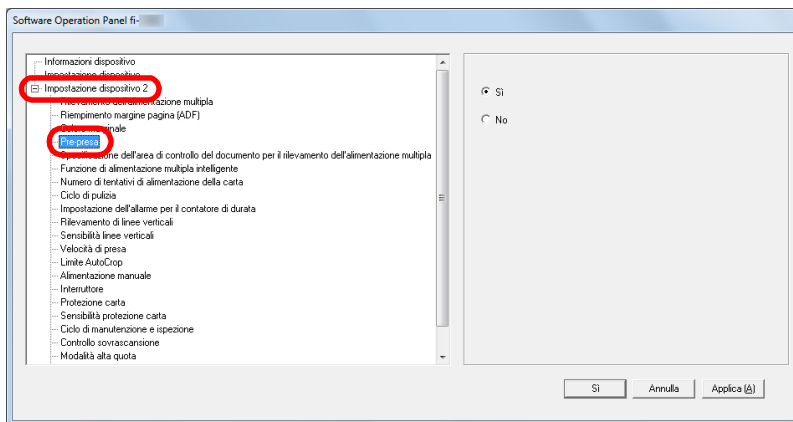 Software Operation Panel fi-
Informazioni dispositivo
Impostazione dispositivo
Impostazione dispositivo 2
Rilevamento dell'alimentazione multipla
Riempimento margine pagina (ADF)
Colore marginale
Pre-presa
Specificazione dell'area di controllo del documento per il rilevamento dell'alimentazione multipla
Funzione di alimentazione multipla intelligente
Numero di tentativi di alimentazione della carta
Ciclo di pulizia
Impostazione dell'allarme per il contatore di durata
Rilevamento di linee verticali
Sensibilità linee verticali
Velocità di presa
Limite AutoCrop
Alimentazione manuale
Interruttore
Protezione carta
Sensibilità protezione carta
Ciclo di manutenzione e ispezione
Controllo sovrascansione
Modalità alta quota
Sì
No
Sì Annulla Applica (A)